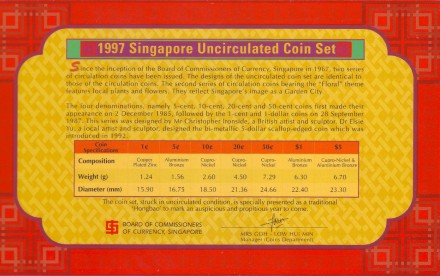 1997 Singapore Uncirculated Coin Set
Since the inception of the Board of Commissioners of Currency, Singapore in 1967, two series
of circulation coins have been issued. The designs of the uncirculated coin set are identical to
those of the circulation coins. The second series of circulation coins bearing the "Floral" theme
features local plants and flowers. They reflect Singapore's image as a Garden City.
The four denominations, namely 5-cent, 10-cent, 20-cent and 50-cent coins first made their
appearance on 2 December 1985, followed by the 1-cent and 1-dollar coins on 28 September
1987. This series was designed by Mr Christopher Ironside, a British artist and sculptor. Dr Elsie
Yu, a local artist and sculptor, designed the bi-metallic 5-dollar scallop-edged coin which was
introduced in 1992.
Coin Specifications 1¢ 5¢ 10¢ 20¢ 50¢ $1 $5
Composition Copper Plated Zinc Aluminium Bronze Cupro-Nickel Cupro-Nickel Cupro-Nickel Aluminium Bronze Cupro-Nickel & Aluminium Bronze
Weight (g) 1.24 1.56 2.60 4.50 7.29 6.30 6.70
Diameter (mm) 15.90 16.75 18.50 21.36 24.66 22.40 23.30
The coin set, struck in uncirculated condition, is specially presented as a traditional
'Hongbao' to mark an auspicious and propitious year to come.
BOARD OF COMMISSIONERS
OF CURRENCY, SINGAPORE
MRS GOH - LOW HUI MIN
Manager (Coins Department)